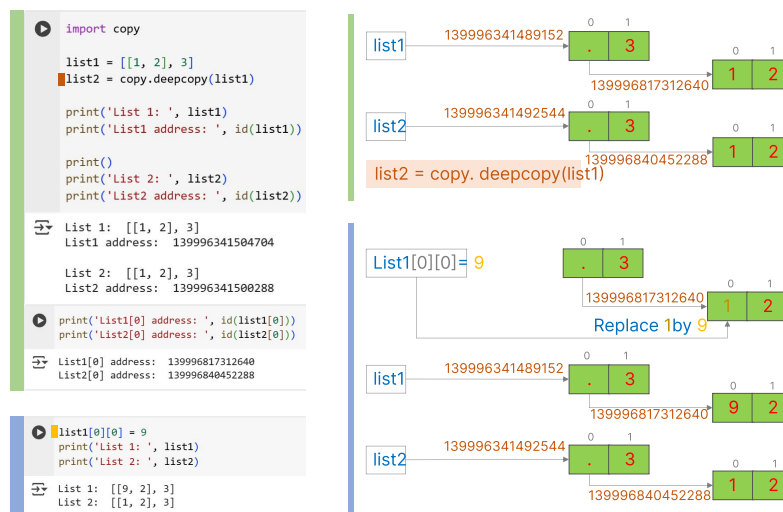 import copy
list1 = [[1, 2], 3]
list2 = copy.deepcopy(list1)
print('List 1: ', list1)
print('List1 address: ', id(list1))
print()
print('List 2: ', list2)
print('List2 address: ', id(list2))
List 1:  [[1, 2], 3]
List1 address:  139996341504704
List 2:  [[1, 2], 3]
List2 address:  139996341500288
print('List1[0] address: ', id(list1[0]))
print('List2[0] address: ', id(list2[0]))
List1[0] address:  139996817312640
List2[0] address:  139996840452288
list1[0][0] = 9
print('List 1: ', list1)
print('List 2: ', list2)
List 1:  [[9, 2], 3]
List 2:  [[1, 2], 3]
0 1
list1 139996341489152 . 3
0 1
139996817312640 1 2
0 1
list2 139996341492544 . 3
0 1
139996840452288 1 2
list2 = copy. deepcopy(list1)
0 1
List1[0][0]= 9 . 3
0 1
139996817312640 1 2
Replace 1by 9
0 1
list1 139996341489152 . 3
0 1
139996817312640 9 2
0 1
list2 139996341492544 . 3
0 1
139996840452288 1 2